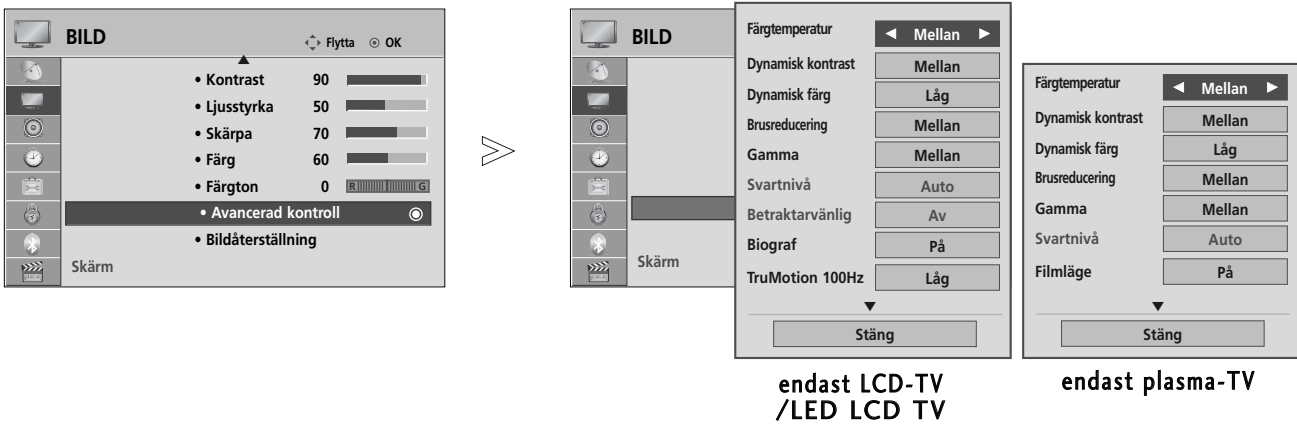 BILD
Flytta OK
• Kontrast 90
• Ljusstyrka 50
• Skärpa 70
• Färg 60
• Färgton 0 R G
• Avancerad kontroll
• Bildåterställning
Skärm
BILD
Skärm
Färgtemperatur ◀ Mellan ▶
Dynamisk kontrast Mellan
Dynamisk färg Låg
Brusreducering Mellan
Gamma Mellan
Svartnivå Auto
Betraktarvänlig Av
Biograf På
TruMotion 100Hz Låg
▼
Stäng
endast LCD-TV
/LED LCD TV
Färgtemperatur ◀ Mellan ▶
Dynamisk kontrast Mellan
Dynamisk färg Låg
Brusreducering Mellan
Gamma Mellan
Svartnivå Auto
Filmläge På
▼
Stäng
endast plasma-TV